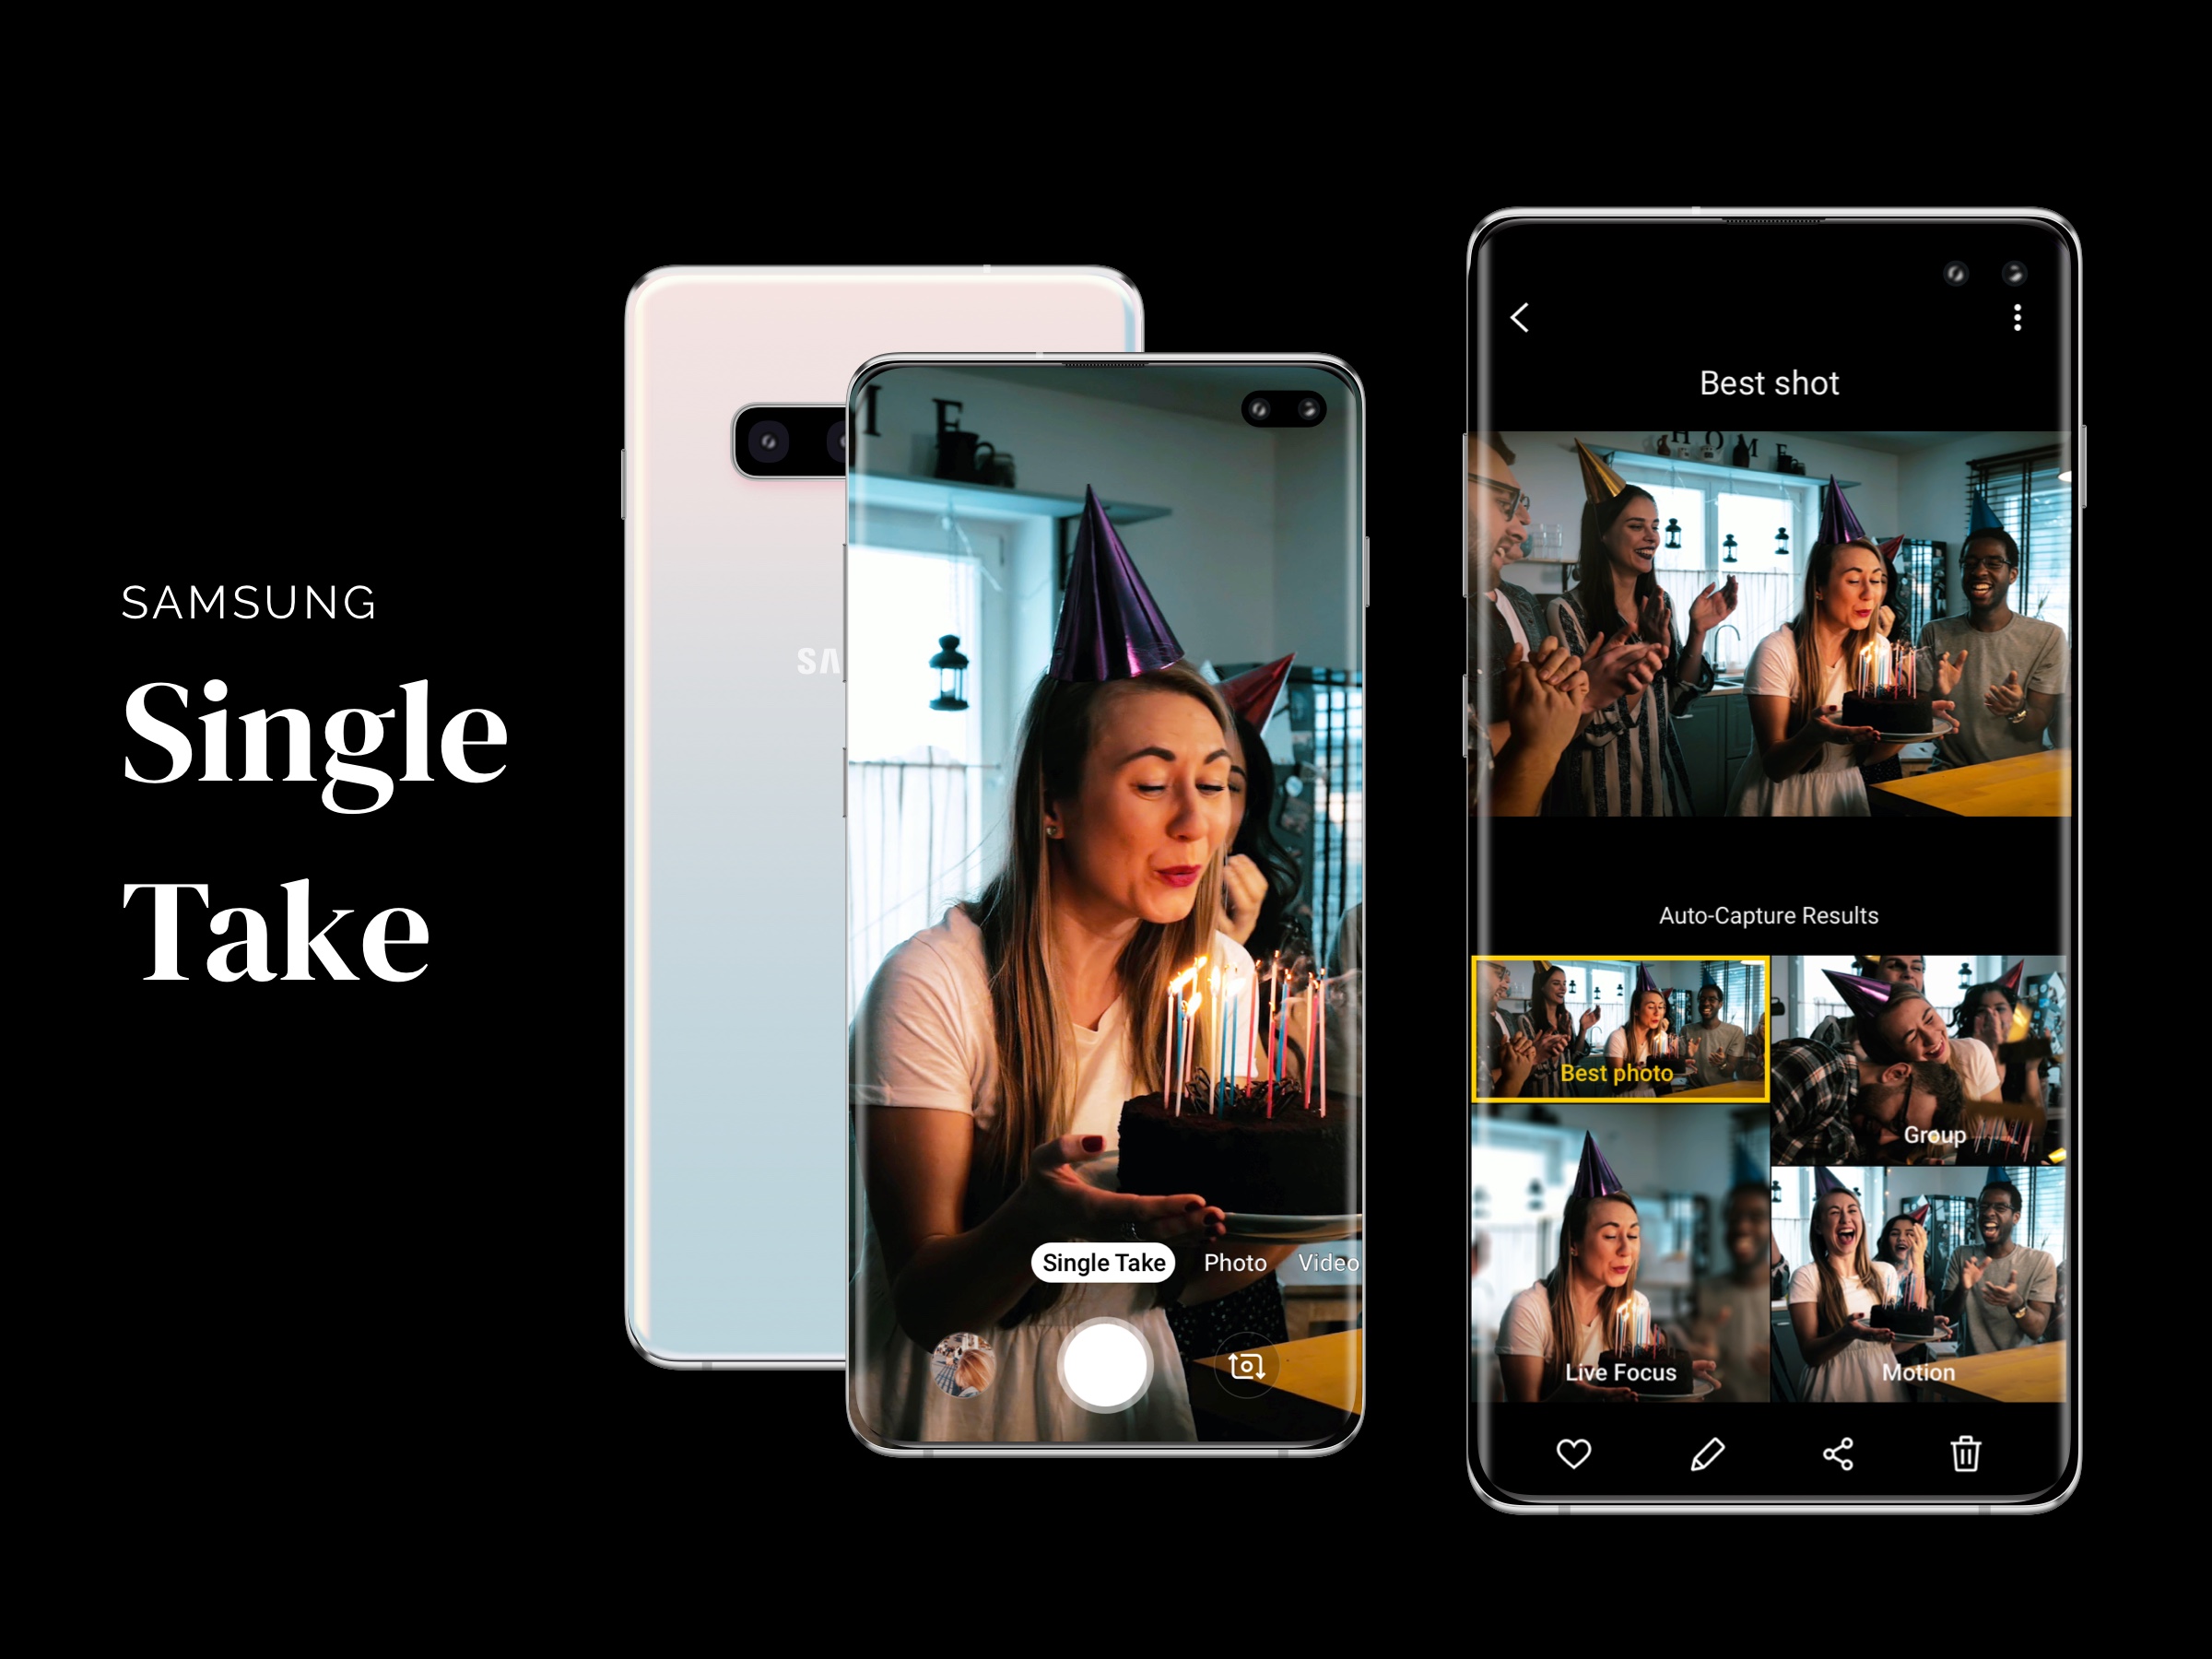 SAMSUNG
Single
Take
SA
E
Single Take
Photo
Video
Best shot
HOME
Auto-Capture Results
Best photo
Group
Live Focus
Motion